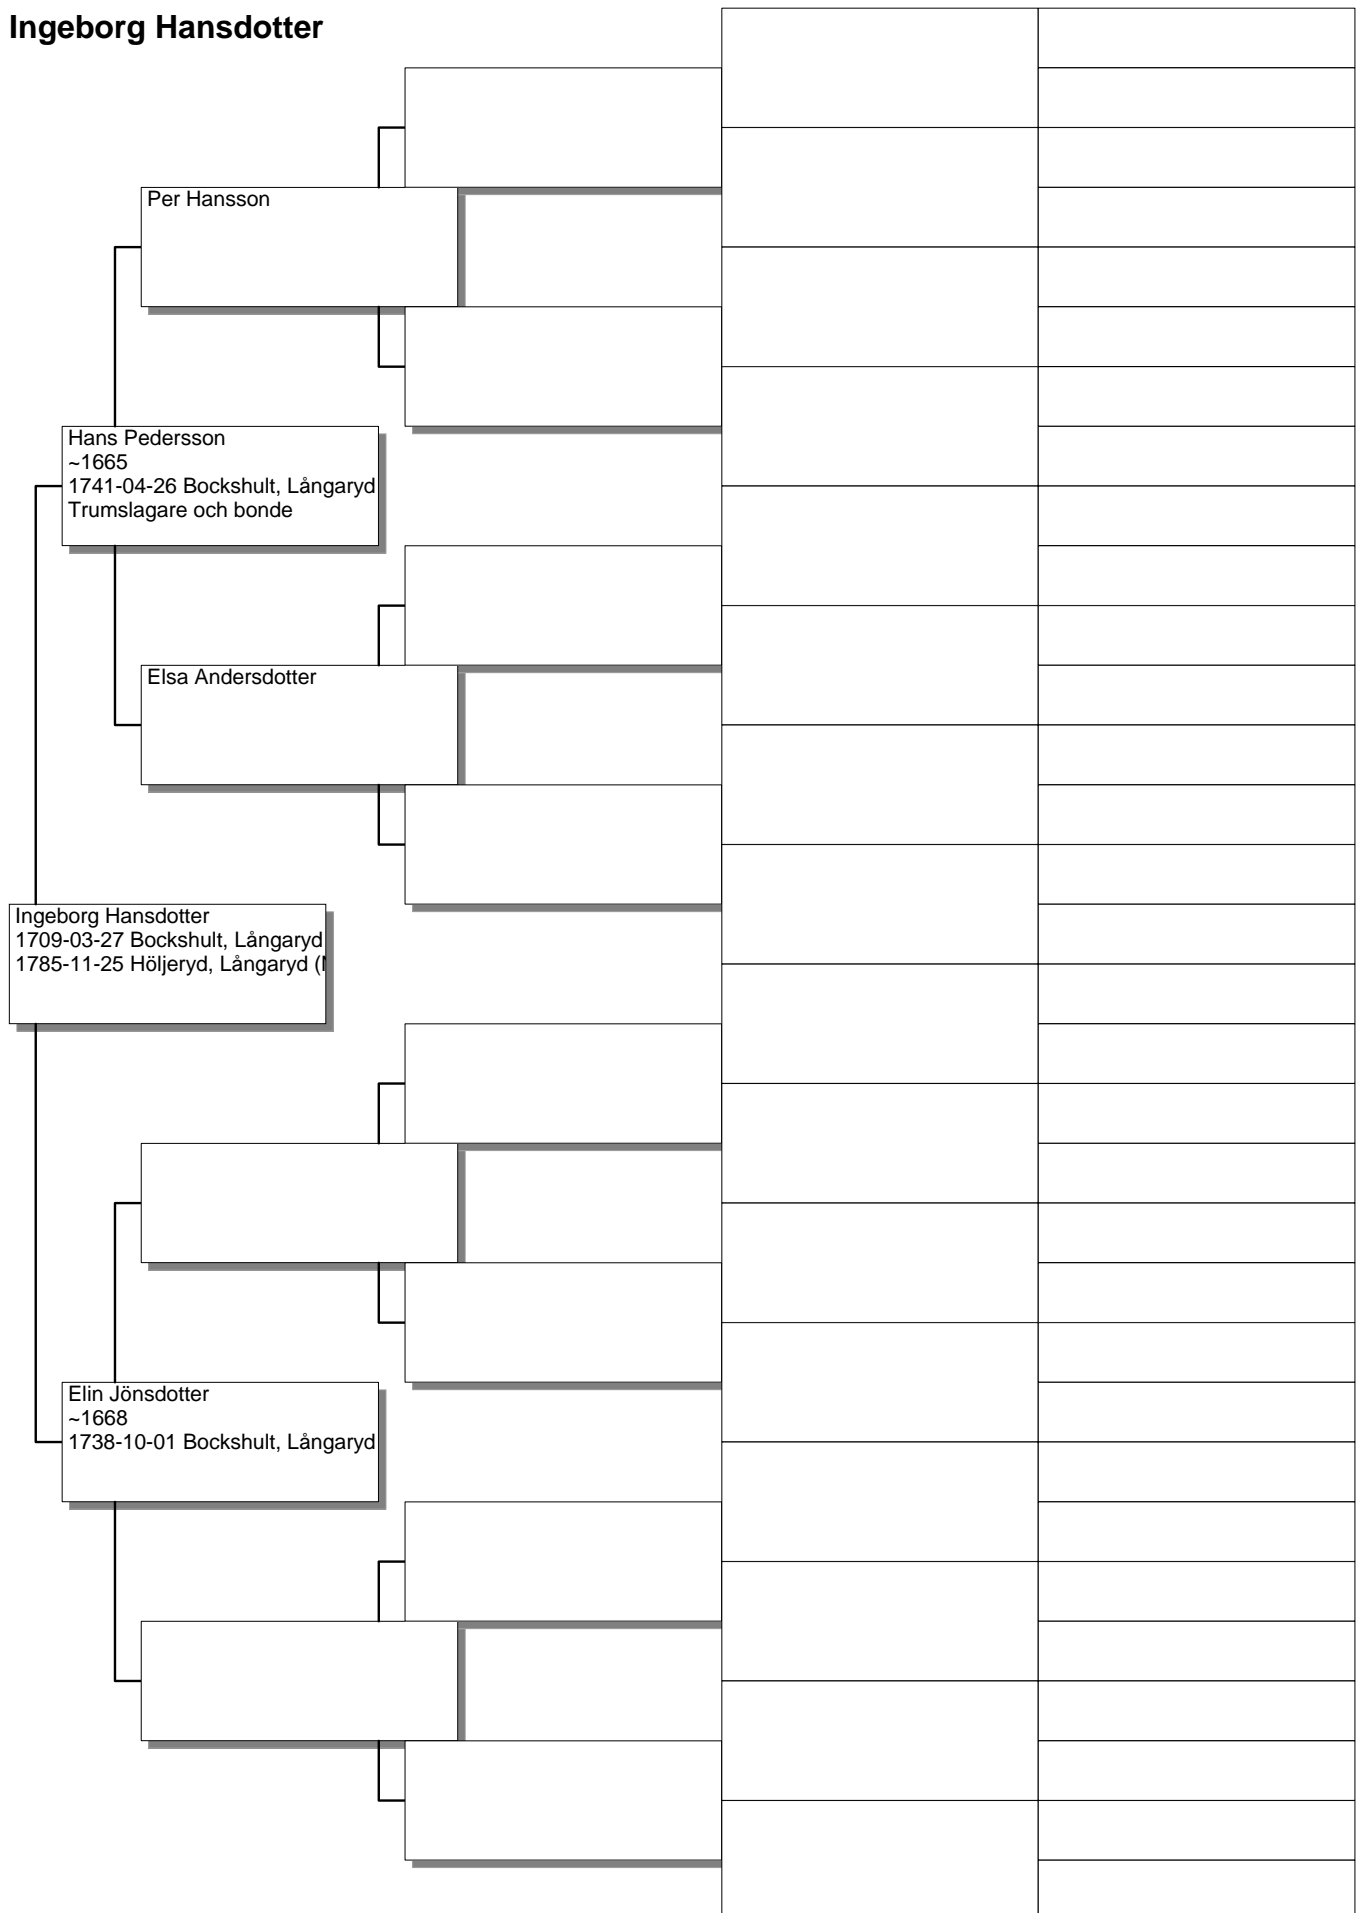 Ingeborg Hansdotter
Per Hansson
Hans Pedersson
~1665
1741-04-26 Bockshult, Långaryd
Trumslagare och bonde
Elsa Andersdotter
Ingeborg Hansdotter
1709-03-27 Bockshult, Långaryd
1785-11-25 Höljeryd, Långaryd (
Elin Jönsdotter
~1668
1738-10-01 Bockshult, Långaryd